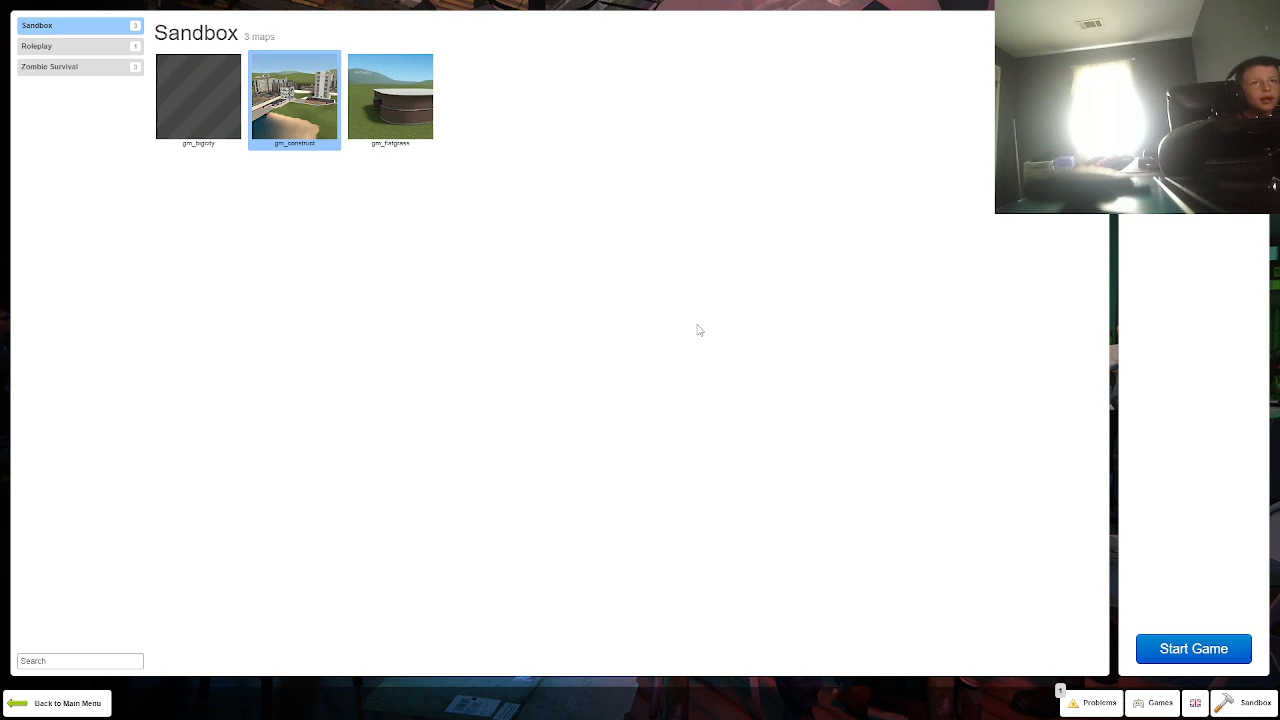 Sandbox 3
Roleplay 1
Zombie Survival 3
Sandbox 3 maps
gm_bigcity
gm_construct
gm_flatgrass
Search
Start Game
Back to Main Menu
1
Problems
Games
Sandbox